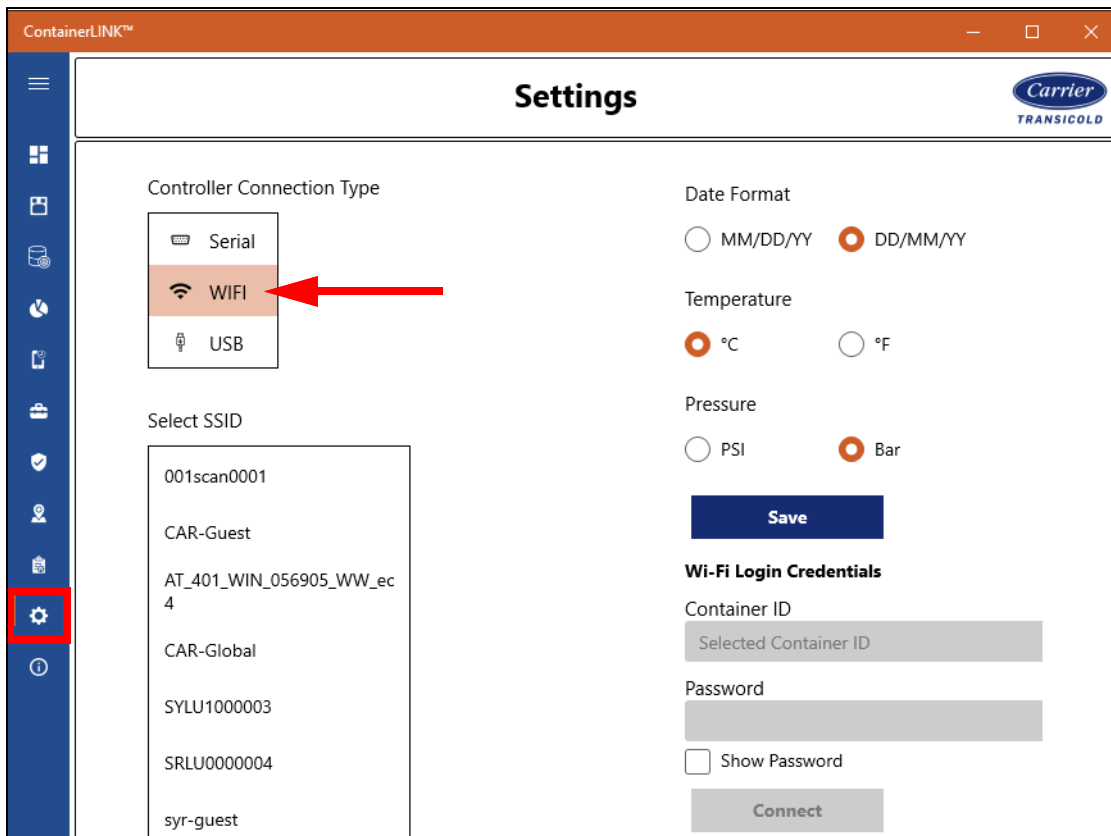 ContainerLINK™
Settings
Carrier
TRANSICOLD
Controller Connection Type
Serial
WIFI
USB
Select SSID
001scan0001
CAR-Guest
AT_401_WIN_056905_WW_ec
4
CAR-Global
SYLU1000003
SRLU0000004
syr-guest
Date Format
MM/DD/YY DD/MM/YY
Temperature
°C °F
Pressure
PSI Bar
Save
Wi-Fi Login Credentials
Container ID
Selected Container ID
Password
Show Password
Connect